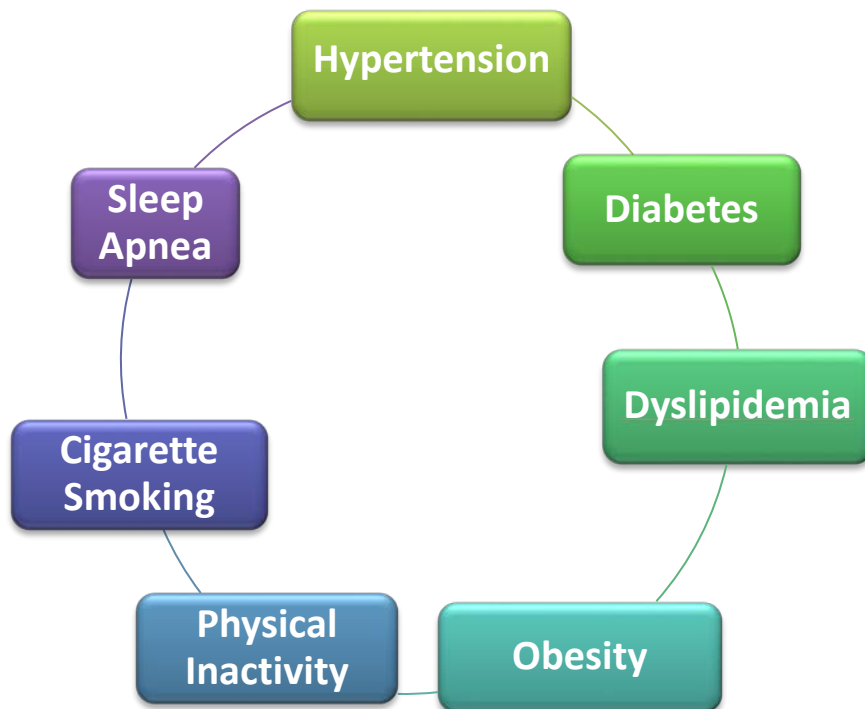 Hypertension
Diabetes
Dyslipidemia
Obesity
Physical
Inactivity
Cigarette
Smoking
Sleep
Apnea